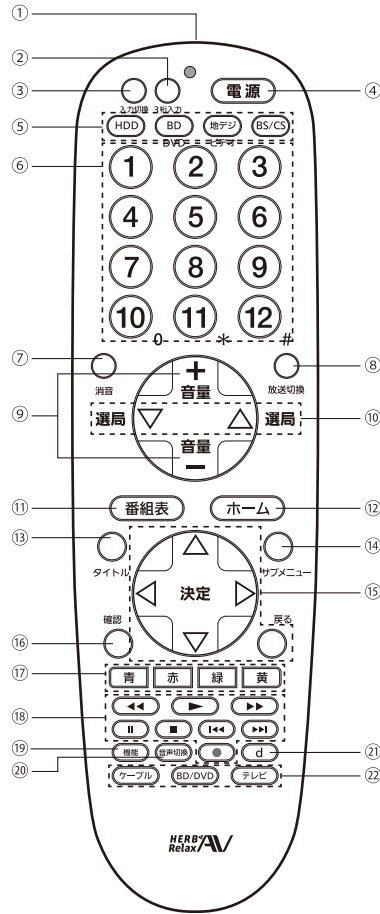 ①
②
③
④
入力切換 3桁入力 電源
⑤
HDD BD 地デジ BS/CS
DVD ビデオ
⑥
1 2 3
4 5 6
7 8 9
10 11 12
0 * #
⑦
⑧
消音
放送切換
+
音量
⑨
⑩
選局 選局
音量
−
⑪
番組表 ホーム
⑫
⑬
⑭
タイトル サブメニュー
決定
⑮
確認 戻る
⑯
⑰
青 赤 緑 黄
⑱
⑲
機能 音声切換 d
㉑
⑳
ケーブル BD/DVD テレビ
㉒
HERB
Relax AV